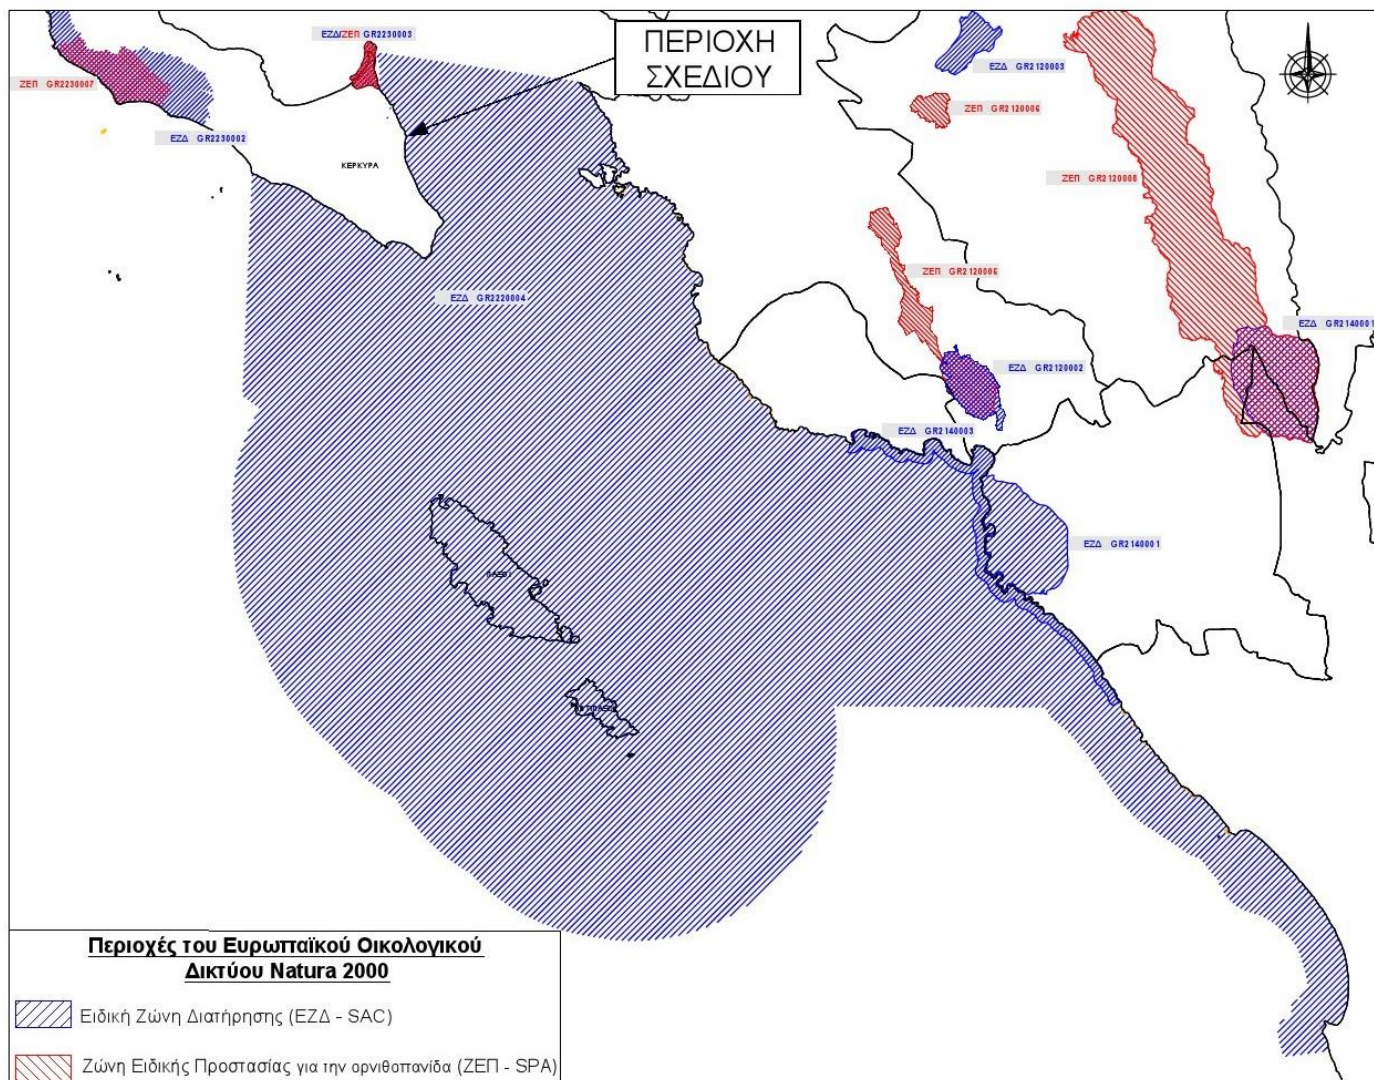 ΕΖΔ/ΖΕΠ GR2230003
ΠΕΡΙΟΧΗ
ΣΧΕΔΙΟΥ
ΕΖΔ GR2120003
ΖΕΠ GR2230007
ΖΕΠ GR2120006
ΕΖΔ GR2230002
ΚΕΡΚΥΡΑ
ΖΕΠ GR2120008
ΖΕΠ GR2120006
ΕΖΔ GR2220004
ΕΖΔ GR2140001
ΕΖΔ GR2120002
ΕΖΔ GR2140003
ΕΖΔ GR2140001
Περιοχές του Ευρωπαϊκού Οικολογικού
Δικτύου Natura 2000
Ειδική Ζώνη Διατήρησης (ΕΖΔ - SAC)
Ζώνη Ειδικής Προστασίας για την ορνιθοπανίδα (ΖΕΠ - SPA)